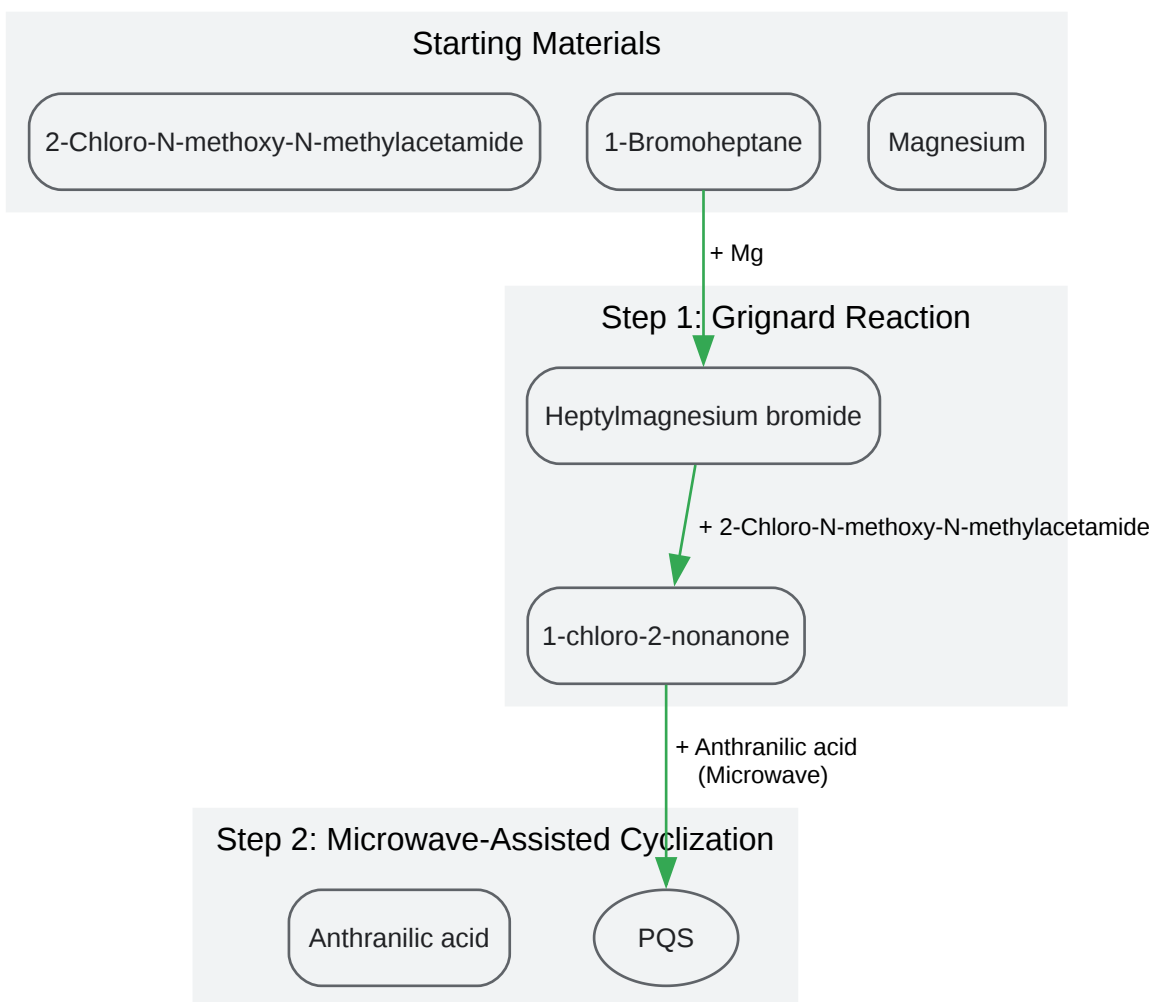 Starting Materials
2-Chloro-N-methoxy-N-methylacetamide
1-Bromoheptane
Magnesium
+ Mg
Step 1: Grignard Reaction
Heptylmagnesium bromide
+ 2-Chloro-N-methoxy-N-methylacetamide
1-chloro-2-nonanone
+ Anthranilic acid
(Microwave)
Step 2: Microwave-Assisted Cyclization
Anthranilic acid
PQS